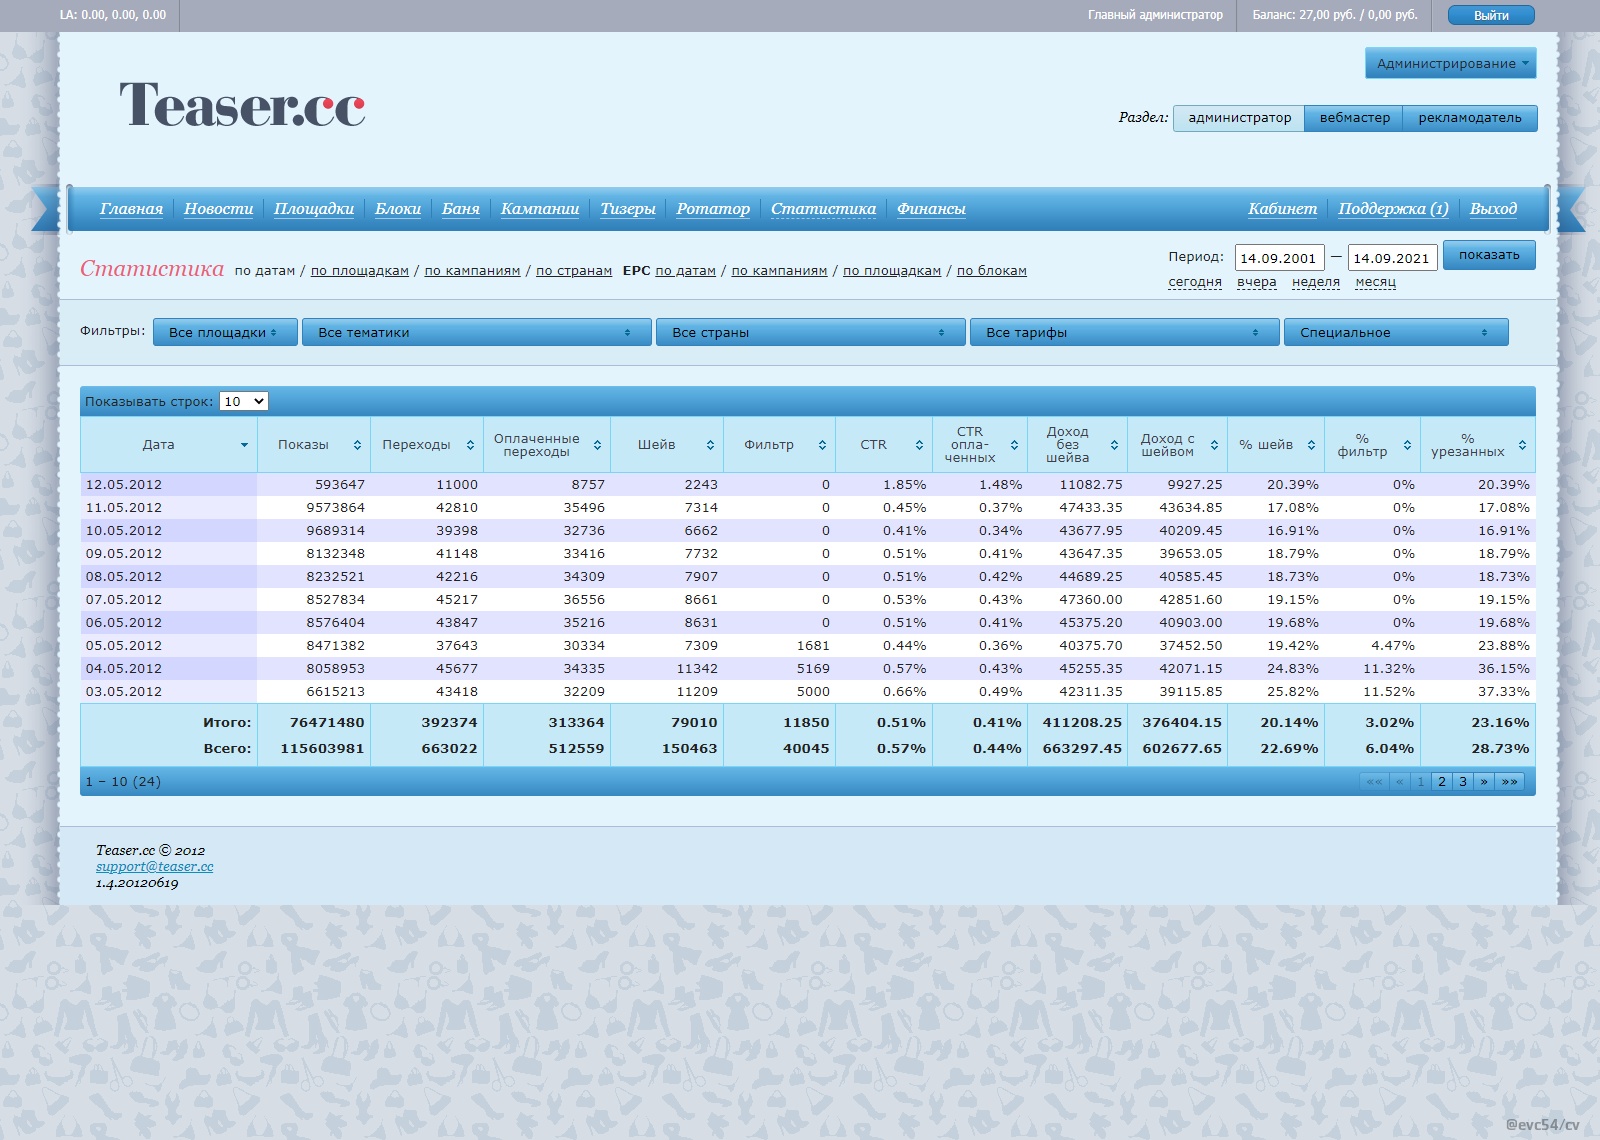 LA: 0.00, 0.00, 0.00 Главный администратор Баланс: 27,00 руб. / 0,00 руб. Выйти
Администрирование
Teaser.cc
Раздел: администратор вебмастер рекламодатель
Главная Новости Площадки Блоки Баня Кампании Тизеры Ротатор Статистика Финансы Кабинет Поддержка (1) Выход
Статистика по датам / по площадкам / по кампаниям / по странам EPC по датам / по кампаниям / по площадкам / по блокам
Период: 14.09.2001 — 14.09.2021 показать
сегодня вчера неделя месяц
Фильтры: Все площадки Все тематики Все страны Все тарифы Специальное
Показывать строк: 10
Дата Показы Переходы Оплаченные переходы Шейв Фильтр CTR CTR опла-ченных Доход без шейва Доход с шейвом % шейв % фильтр % урезанных
12.05.2012 593647 11000 8757 2243 0 1.85% 1.48% 11082.75 9927.25 20.39% 0% 20.39%
11.05.2012 9573864 42810 35496 7314 0 0.45% 0.37% 47433.35 43634.85 17.08% 0% 17.08%
10.05.2012 9689314 39398 32736 6662 0 0.41% 0.34% 43677.95 40209.45 16.91% 0% 16.91%
09.05.2012 8132348 41148 33416 7732 0 0.51% 0.41% 43647.35 39653.05 18.79% 0% 18.79%
08.05.2012 8232521 42216 34309 7907 0 0.51% 0.42% 44689.25 40585.45 18.73% 0% 18.73%
07.05.2012 8527834 45217 36556 8661 0 0.53% 0.43% 47360.00 42851.60 19.15% 0% 19.15%
06.05.2012 8576404 43847 35216 8631 0 0.51% 0.41% 45375.20 40903.00 19.68% 0% 19.68%
05.05.2012 8471382 37643 30334 7309 1681 0.44% 0.36% 40375.70 37452.50 19.42% 4.47% 23.88%
04.05.2012 8058953 45677 34335 11342 5169 0.57% 0.43% 45255.35 42071.15 24.83% 11.32% 36.15%
03.05.2012 6615213 43418 32209 11209 5000 0.66% 0.49% 42311.35 39115.85 25.82% 11.52% 37.33%
Итого: 76471480 392374 313364 79010 11850 0.51% 0.41% 411208.25 376404.15 20.14% 3.02% 23.16%
Всего: 115603981 663022 512559 150463 40045 0.57% 0.44% 663297.45 602677.65 22.69% 6.04% 28.73%
1 – 10 (24) «« « 1 2 3 » »»
Teaser.cc © 2012
support@teaser.cc
1.4.20120619
@evc54/cv